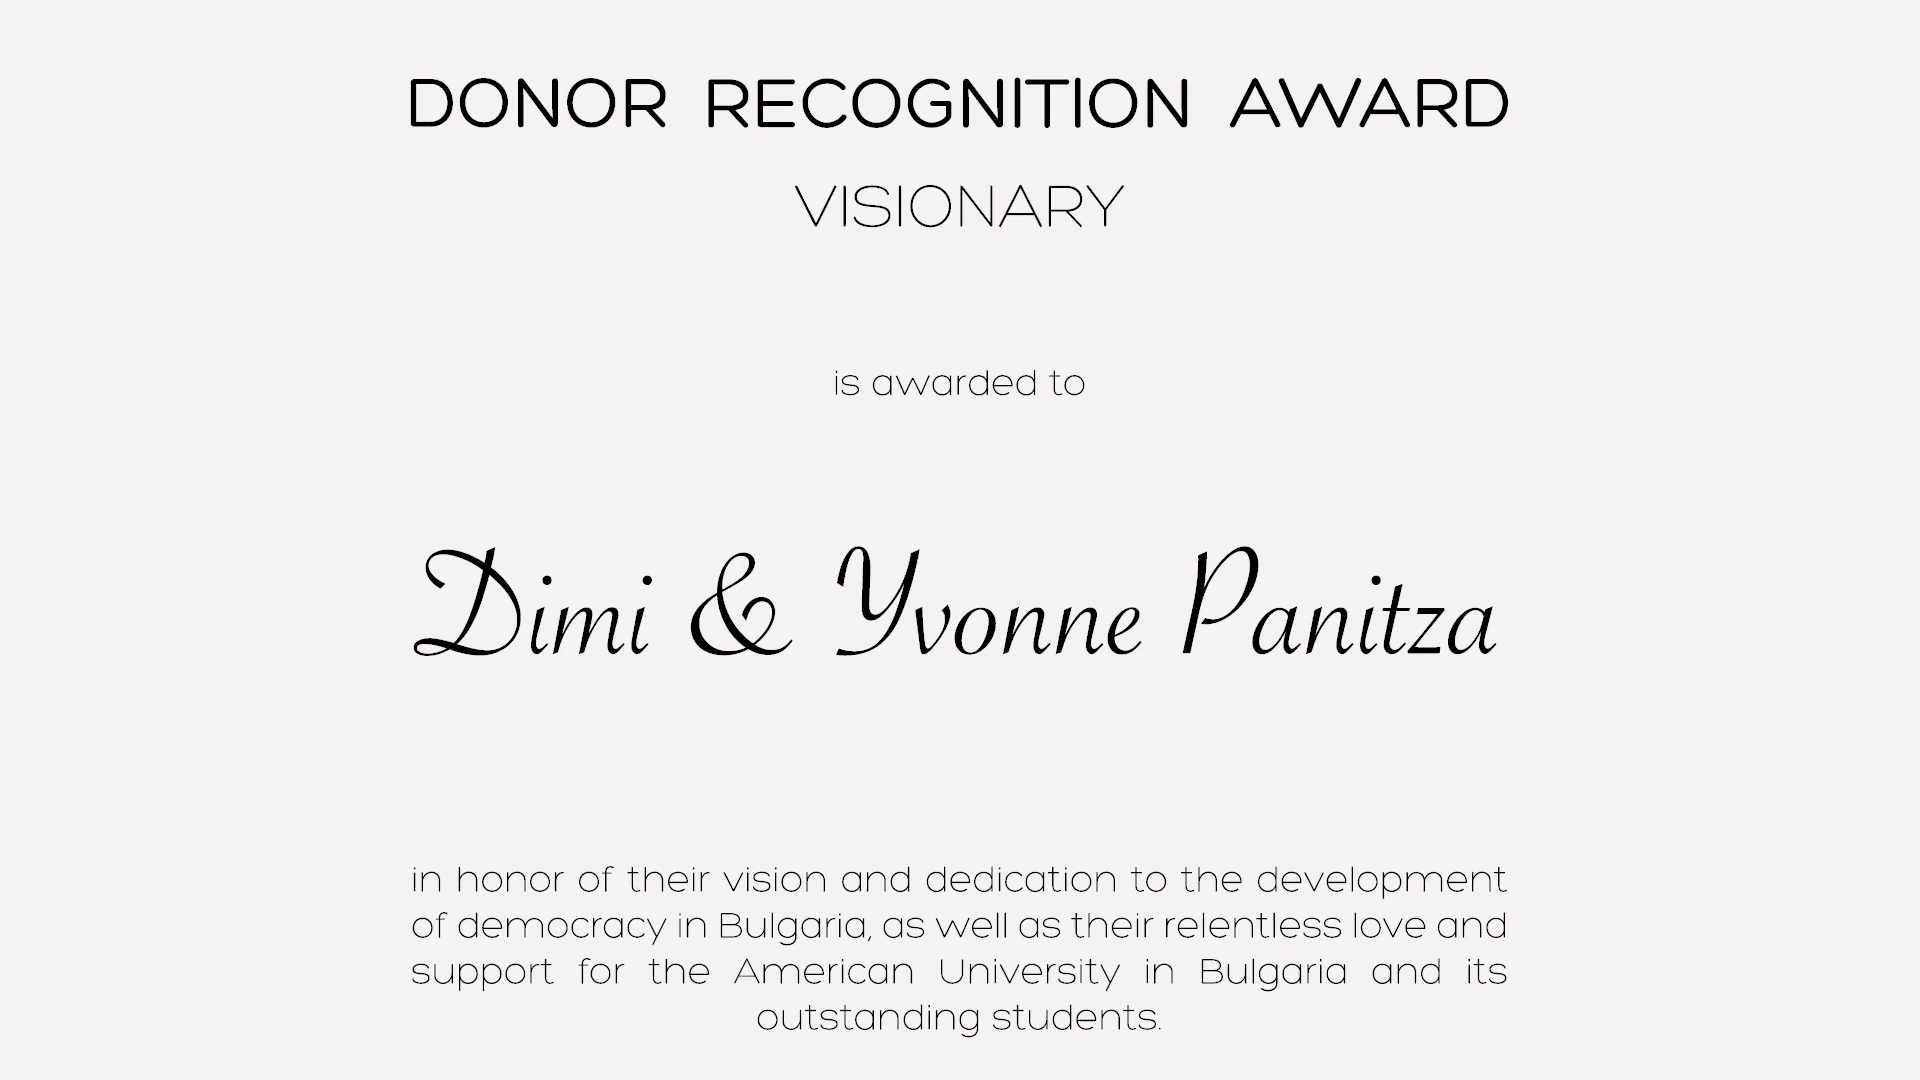 DONOR RECOGNITION AWARD
VISIONARY
is awarded to
Dimi & Yvonne Panitza
in honor of their vision and dedication to the development
of democracy in Bulgaria, as well as their relentless love and
support for the American University in Bulgaria and its
outstanding students.